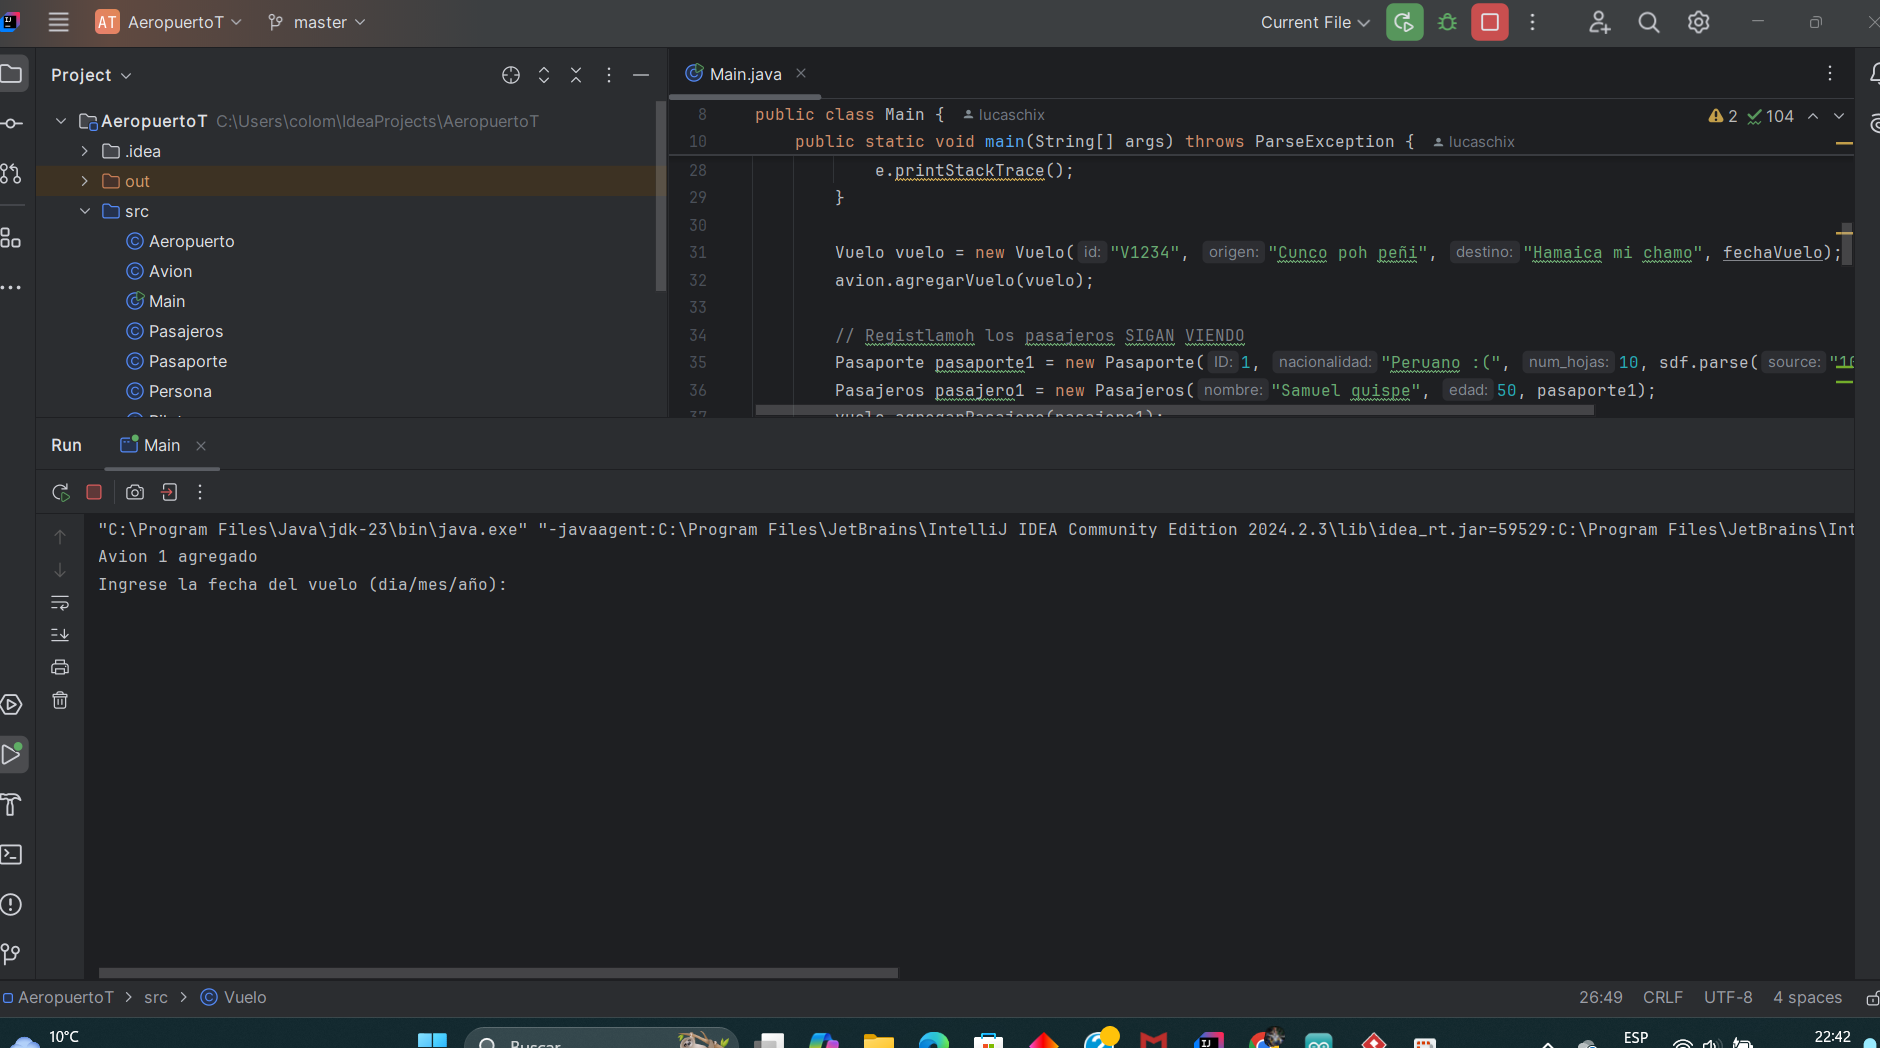 AT AeropuertoT master Current File
Project
Main.java
AeropuertoT C:\Users\colom\IdeaProjects\AeropuertoT
.idea
out
src
Aeropuerto
Avion
Main
Pasajeros
Pasaporte
Persona
8 public class Main { lucaschix
2 104
10 public static void main(String[] args) throws ParseException { lucaschix
28 e.printStackTrace();
29 }
30
31 Vuelo vuelo = new Vuelo( id: "V1234", origen: "Cunco poh peñi", destino: "Hamaica mi chamo", fechaVuelo);
32 avion.agregarVuelo(vuelo);
33
34 // Registlamoh los pasajeros SIGAN VIENDO
35 Pasaporte pasaporte1 = new Pasaporte( ID: 1, nacionalidad: "Peruano :(", num_hojas: 10, sdf.parse( source: "10
36 Pasajeros pasajero1 = new Pasajeros( nombre: "Samuel quispe", edad: 50, pasaporte1);
37 vuelo.agregarPasajero(pasajero1);
Run Main
"C:\Program Files\Java\jdk-23\bin\java.exe" "-javaagent:C:\Program Files\JetBrains\IntelliJ IDEA Community Edition 2024.2.3\lib\idea_rt.jar=59529:C:\Program Files\JetBrains\Int
Avion 1 agregado
Ingrese la fecha del vuelo (dia/mes/año):
AeropuertoT > src > Vuelo
26:49 CRLF UTF-8 4 spaces
10°C
Buscar
ESP
22:42